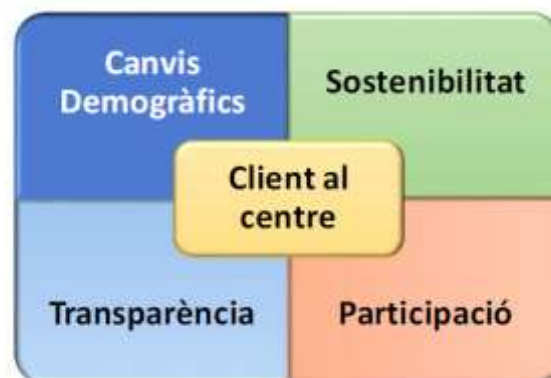 Canvis
Demogràfics
Sostenibilitat
Client al
centre
Transparència
Participació